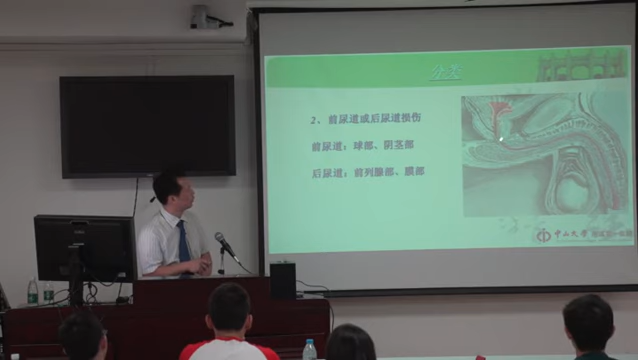 分类
2、前尿道或后尿道损伤
前尿道：球部、阴茎部
后尿道：前列腺部、膜部
中山大学